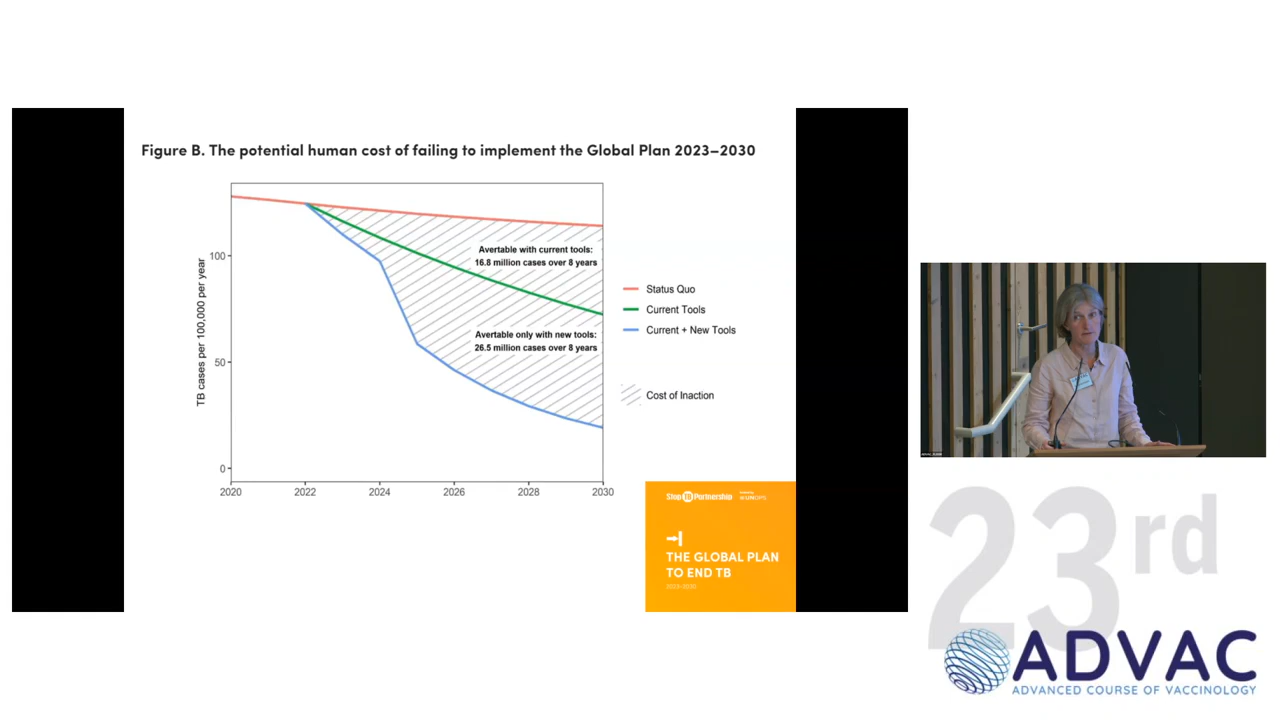 Figure B. The potential human cost of failing to implement the Global Plan 2023–2030
TB cases per 100,000 per year
100
50
0
2020
2022
2024
2026
2028
2030
Avertable with current tools:
16.8 million cases over 8 years
Avertable only with new tools:
26.5 million cases over 8 years
Status Quo
Current Tools
Current + New Tools
Cost of Inaction
Stop TB Partnership
UNOPS
THE GLOBAL PLAN
TO END TB
2023–2030
23rd
ADVAC
ADVANCED COURSE OF VACCINOLOGY